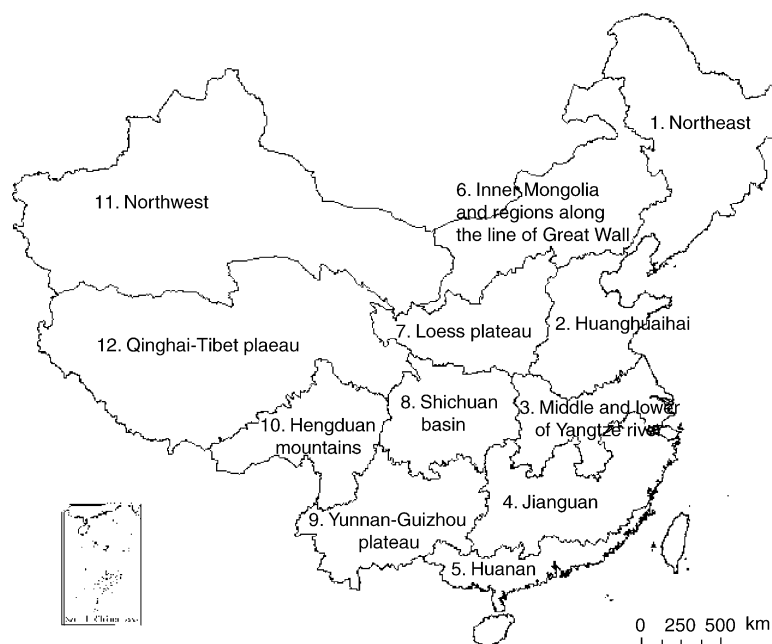 1. Northeast
6. Inner Mongolia
and regions along
the line of Great Wall
11. Northwest
2. Huanghuaihai
7. Loess plateau
12. Qinghai-Tibet plaeau
8. Shichuan
basin
3. Middle and lower
of Yangtze river
10. Hengduan
mountains
4. Jianguan
9. Yunnan-Guizhou
plateau
5. Huanan
0 250 500 km